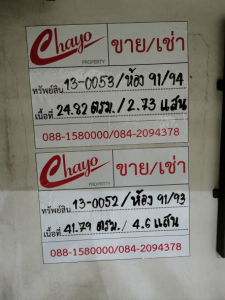 Chayo
PROPERTY
ขาย/เช่า
ทรัพย์สิน 13-0053/ห้อง 91/94
เนื้อที่ 24.82 ตรม. / 2.73 แสน
088-1580000/084-2094378
Chayo
PROPERTY
ขาย/เช่า
ทรัพย์สิน 13-0052/ห้อง 91/93
เนื้อที่ 41.79 ตรม./ 4.6 แสน
088-1580000/084-2094378